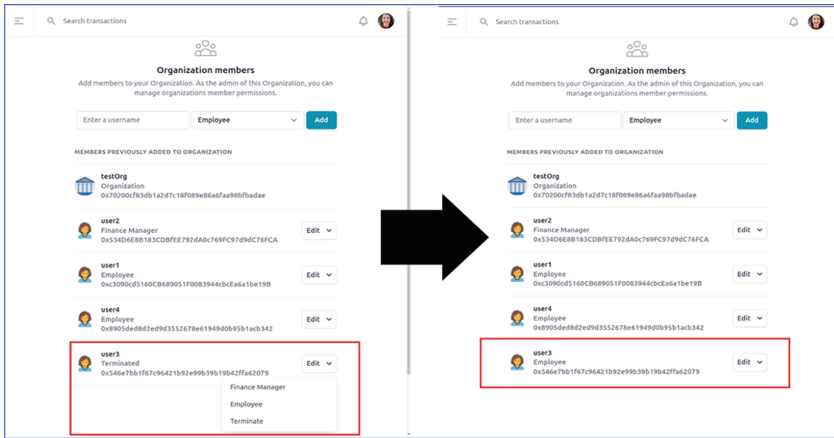 Search transactions
Organization members
Add members to your Organization. As the admin of this Organization, you can
manage organizations member permissions.
Enter a username
Employee
Add
MEMBERS PREVIOUSLY ADDED TO ORGANIZATION
testOrg
Organization
0x70200cf83db1a2d7c18f089e86a6faa98bfbadae
user2
Finance Manager
0x534D6E8B183CDBfEE792dA0c769FC97d9dC76FCA
Edit
user1
Employee
0xc3090cd5160CB689051F0083944cbcEa6a1be19B
Edit
user4
Employee
0x8905ded8d2ed9d3552678e61949d0b95b1acb342
Edit
user3
Terminated
0x546e7bb1f67c96421b92e99b39b19b42ffa62079
Edit
Finance Manager
Employee
Terminate
Search transactions
Organization members
Add members to your Organization. As the admin of this Organization, you can
manage organizations member permissions.
Enter a username
Employee
Add
MEMBERS PREVIOUSLY ADDED TO ORGANIZATION
testOrg
Organization
0x70200cf83db1a2d7c18f089e86a6faa98bfbadae
user2
Finance Manager
0x534D6E8B183CDBfEE792dA0c769FC97d9dC76FCA
Edit
user1
Employee
0xc3090cd5160CB689051F0083944cbcEa6a1be19B
Edit
user4
Employee
0x8905ded8d2ed9d3552678e61949d0b95b1acb342
Edit
user3
Employee
0x546e7bb1f67c96421b92e99b39b19b42ffa62079
Edit